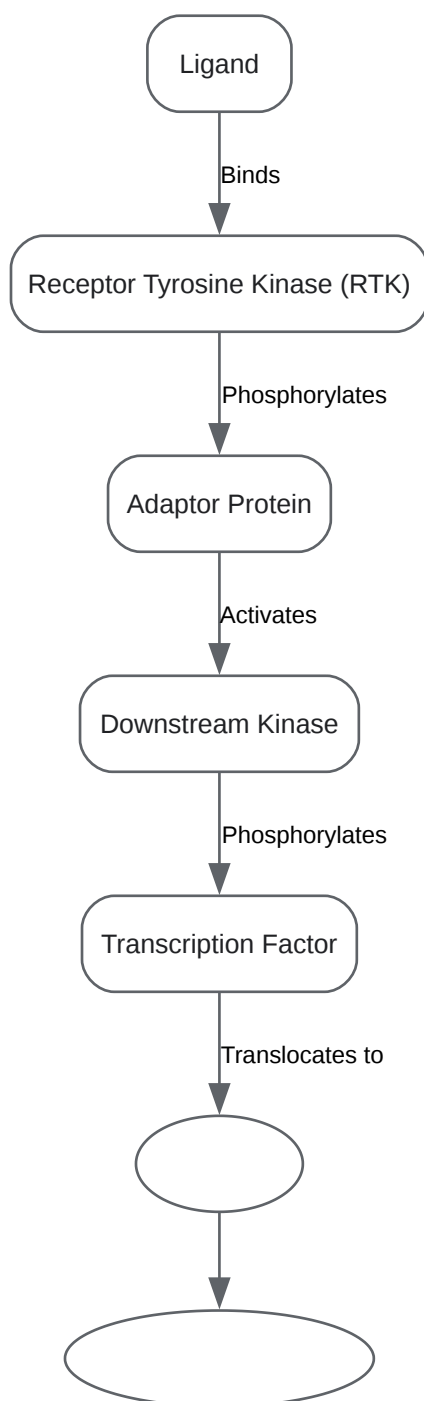 Ligand
Binds
Receptor Tyrosine Kinase (RTK)
Phosphorylates
Adaptor Protein
Activates
Downstream Kinase
Phosphorylates
Transcription Factor
Translocates to